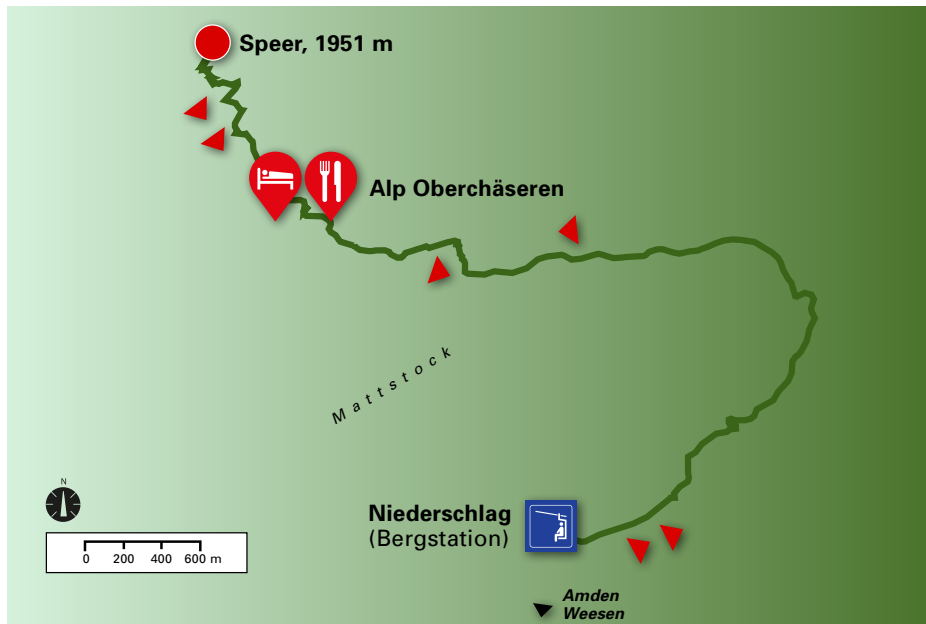 Speer, 1951 m
Alp Oberchäseren
Mattstock
N
Niederschlag
(Bergstation)
0 200 400 600 m
Amden
Weesen